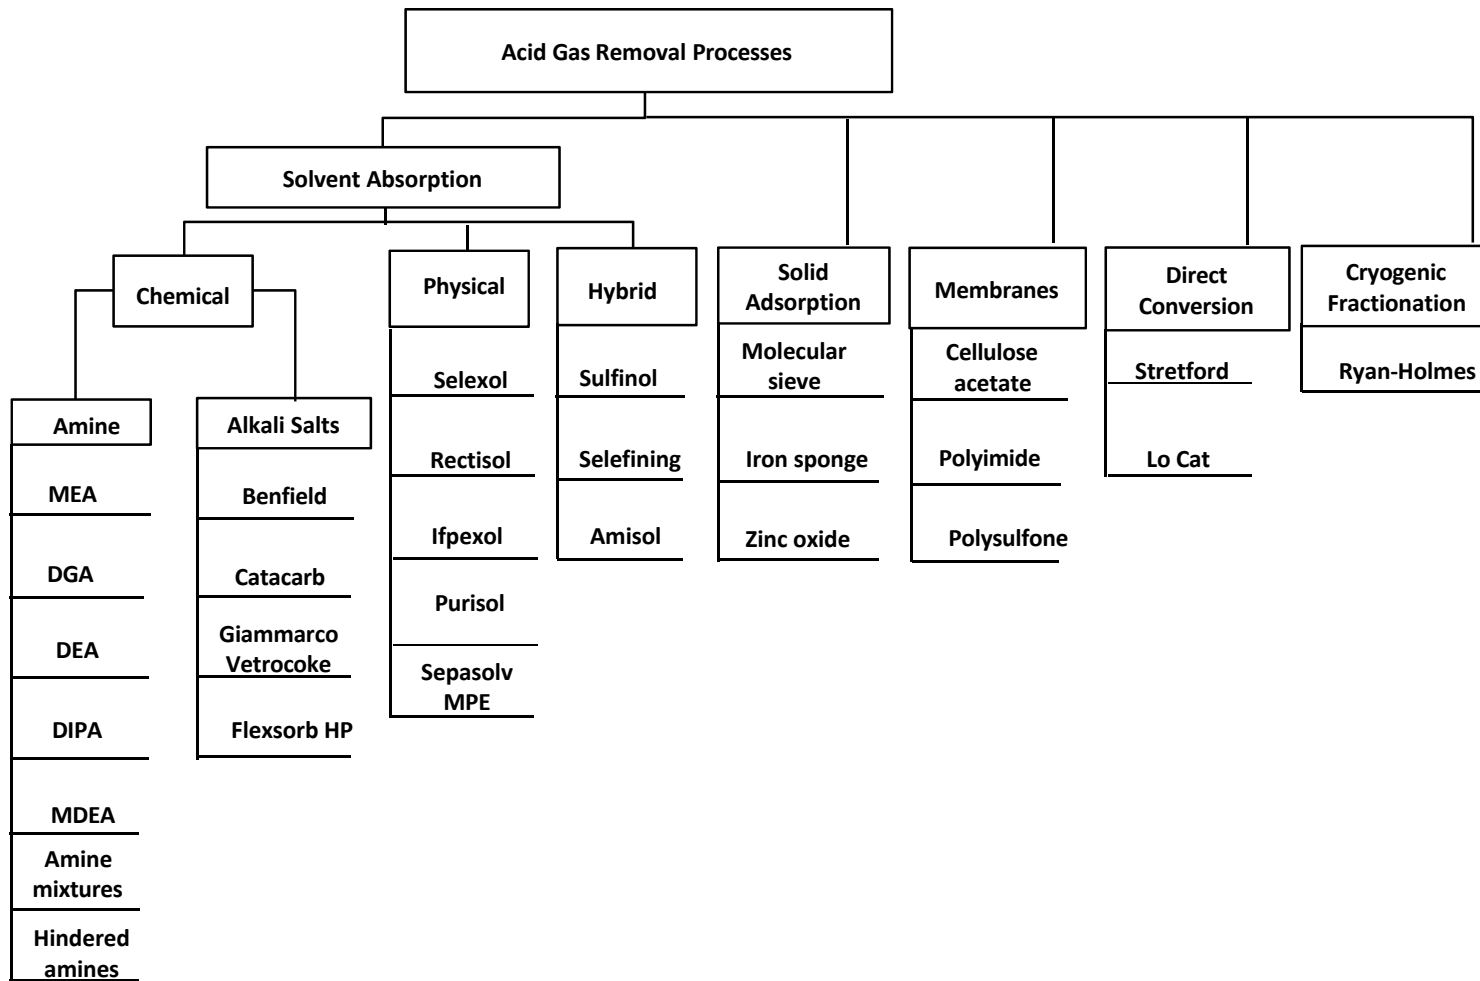 Acid Gas Removal Processes
Solvent Absorption
Chemical
Physical
Hybrid
Solid
Adsorption
Membranes
Direct
Conversion
Cryogenic
Fractionation
Amine
MEA
DGA
DEA
DIPA
MDEA
Amine
mixtures
Hindered
amines
Alkali Salts
Benfield
Catacarb
Giammarco
Vetrocoke
Flexsorb HP
Selexol
Rectisol
Ifpexol
Purisol
Sepasolv
MPE
Sulfinol
Selefining
Amisol
Molecular
sieve
Iron sponge
Zinc oxide
Cellulose
acetate
Polyimide
Polysulfone
Stretford
Lo Cat
Ryan-Holmes